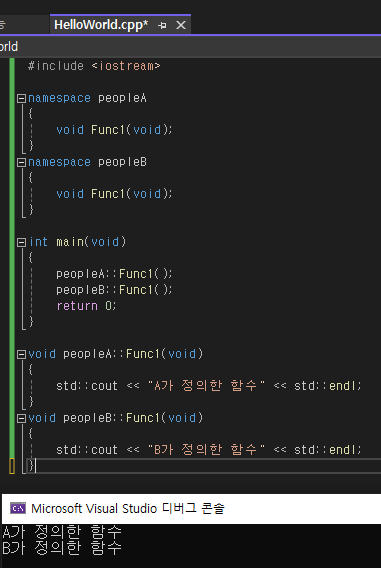 능
HelloWorld.cpp*
orld
#include <iostream>
namespace peopleA
{
void Func1(void);
}
namespace peopleB
{
void Func1(void);
}
int main(void)
{
peopleA::Func1();
peopleB::Func1();
return 0;
}
void peopleA::Func1(void)
{
std::cout << "A가 정의한 함수" << std::endl;
}
void peopleB::Func1(void)
{
std::cout << "B가 정의한 함수" << std::endl;
}
Microsoft Visual Studio 디버그 콘솔
A가 정의한 함수
B가 정의한 함수